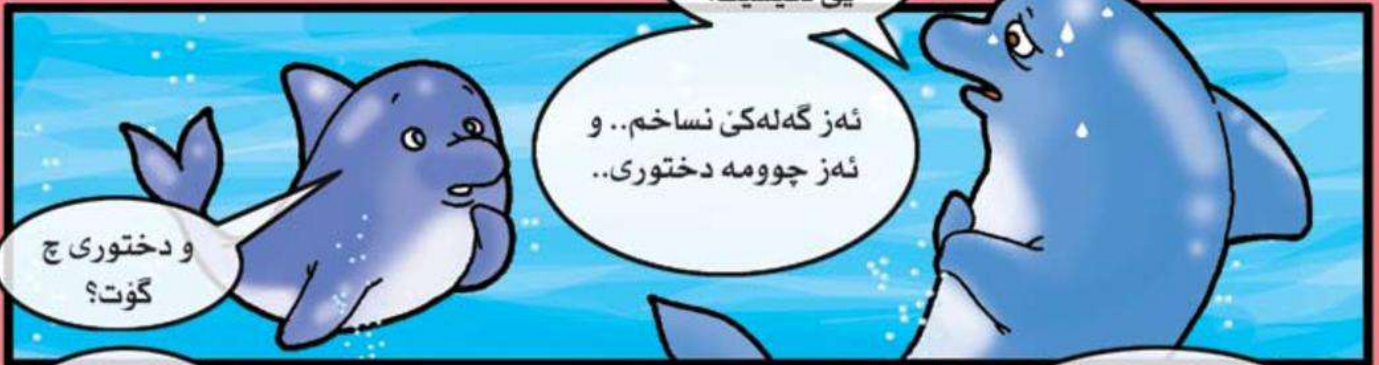 ئەز گەلەکێ نساخم.. و
ئەز چوومە دختوری..
و دختوری چ
گۆت؟